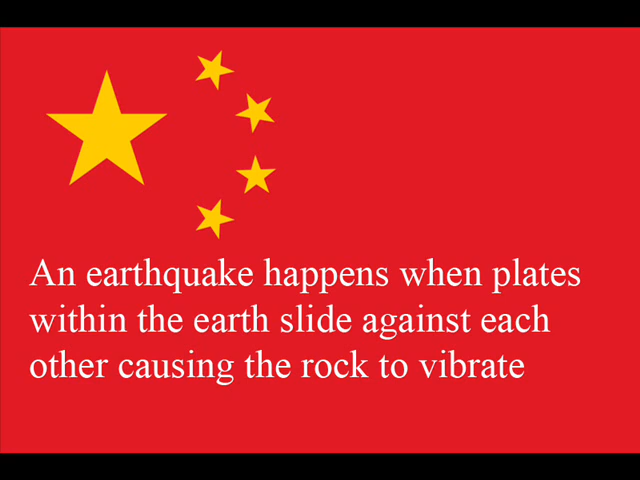 An earthquake happens when plates
within the earth slide against each
other causing the rock to vibrate